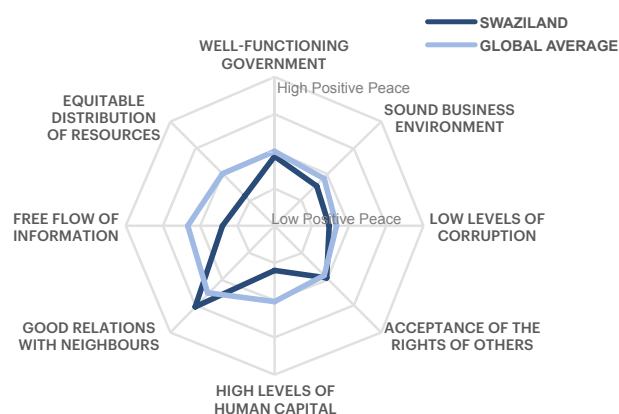 SWAZILAND
GLOBAL AVERAGE
WELL-FUNCTIONING
GOVERNMENT
High Positive Peace
EQUITABLE
DISTRIBUTION
OF RESOURCES
SOUND BUSINESS
ENVIRONMENT
FREE FLOW OF
INFORMATION
Low Positive Peace
LOW LEVELS OF
CORRUPTION
GOOD RELATIONS
WITH NEIGHBOURS
ACCEPTANCE OF THE
RIGHTS OF OTHERS
HIGH LEVELS OF
HUMAN CAPITAL